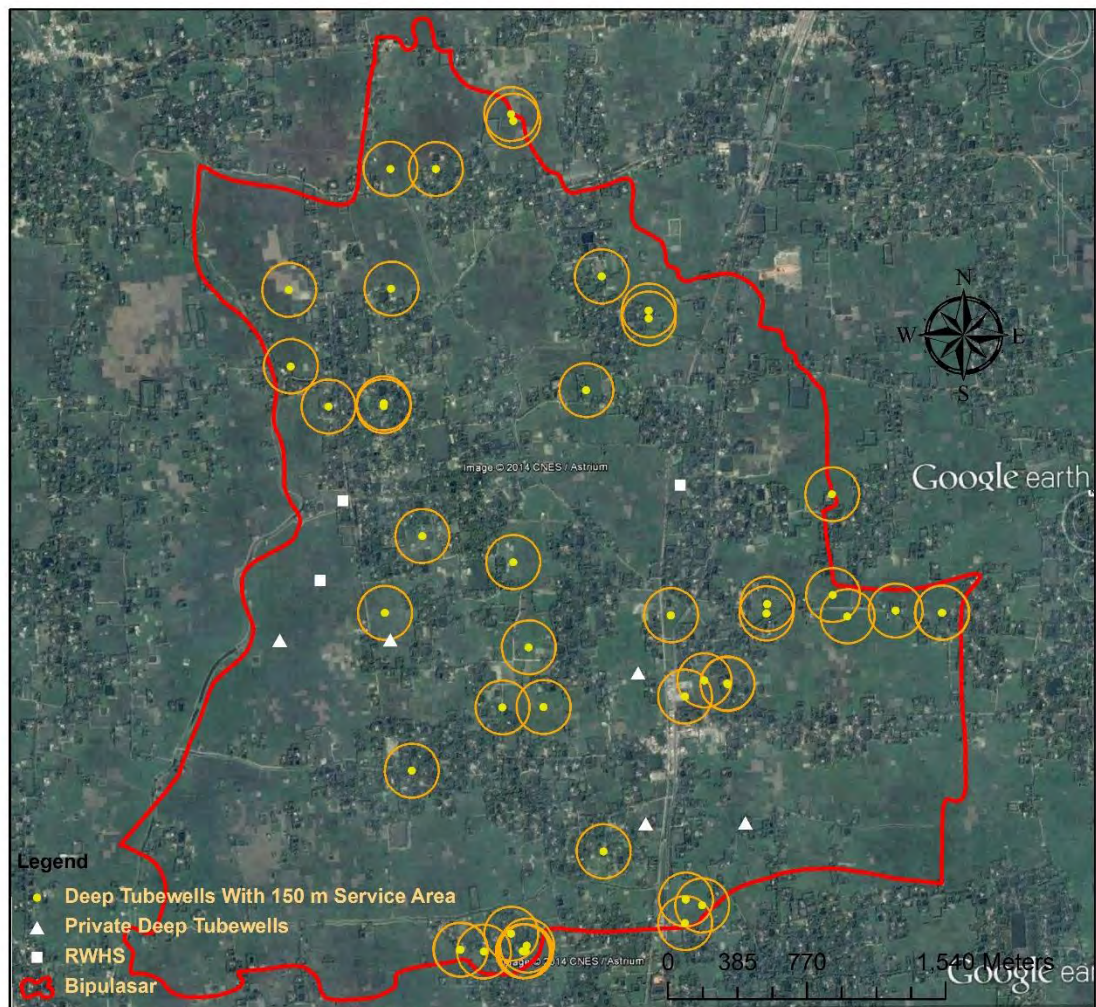 N
W E
S
Image © 2014 CNES / Astrium
Google earth
Legend
Deep Tubewells With 150 m Service Area
Private Deep Tubewells
RWHS
Bipulasar
Image © 2014 CNES / Astrium
0 385 770 1,540 Meters
Google ear